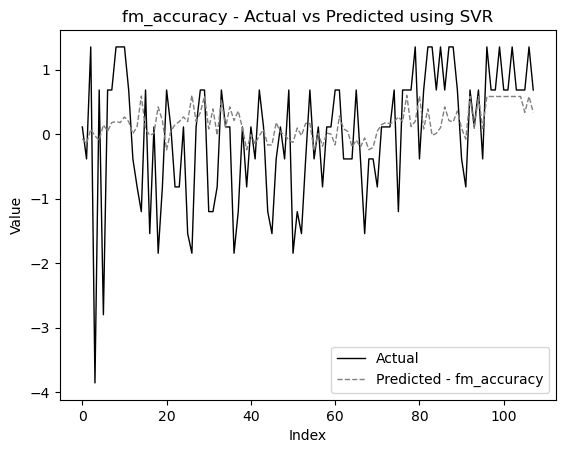 fm_accuracy - Actual vs Predicted using SVR
1
0
−1
−2
−3
−4
Value
0
20
40
60
80
100
Index
Actual
Predicted - fm_accuracy